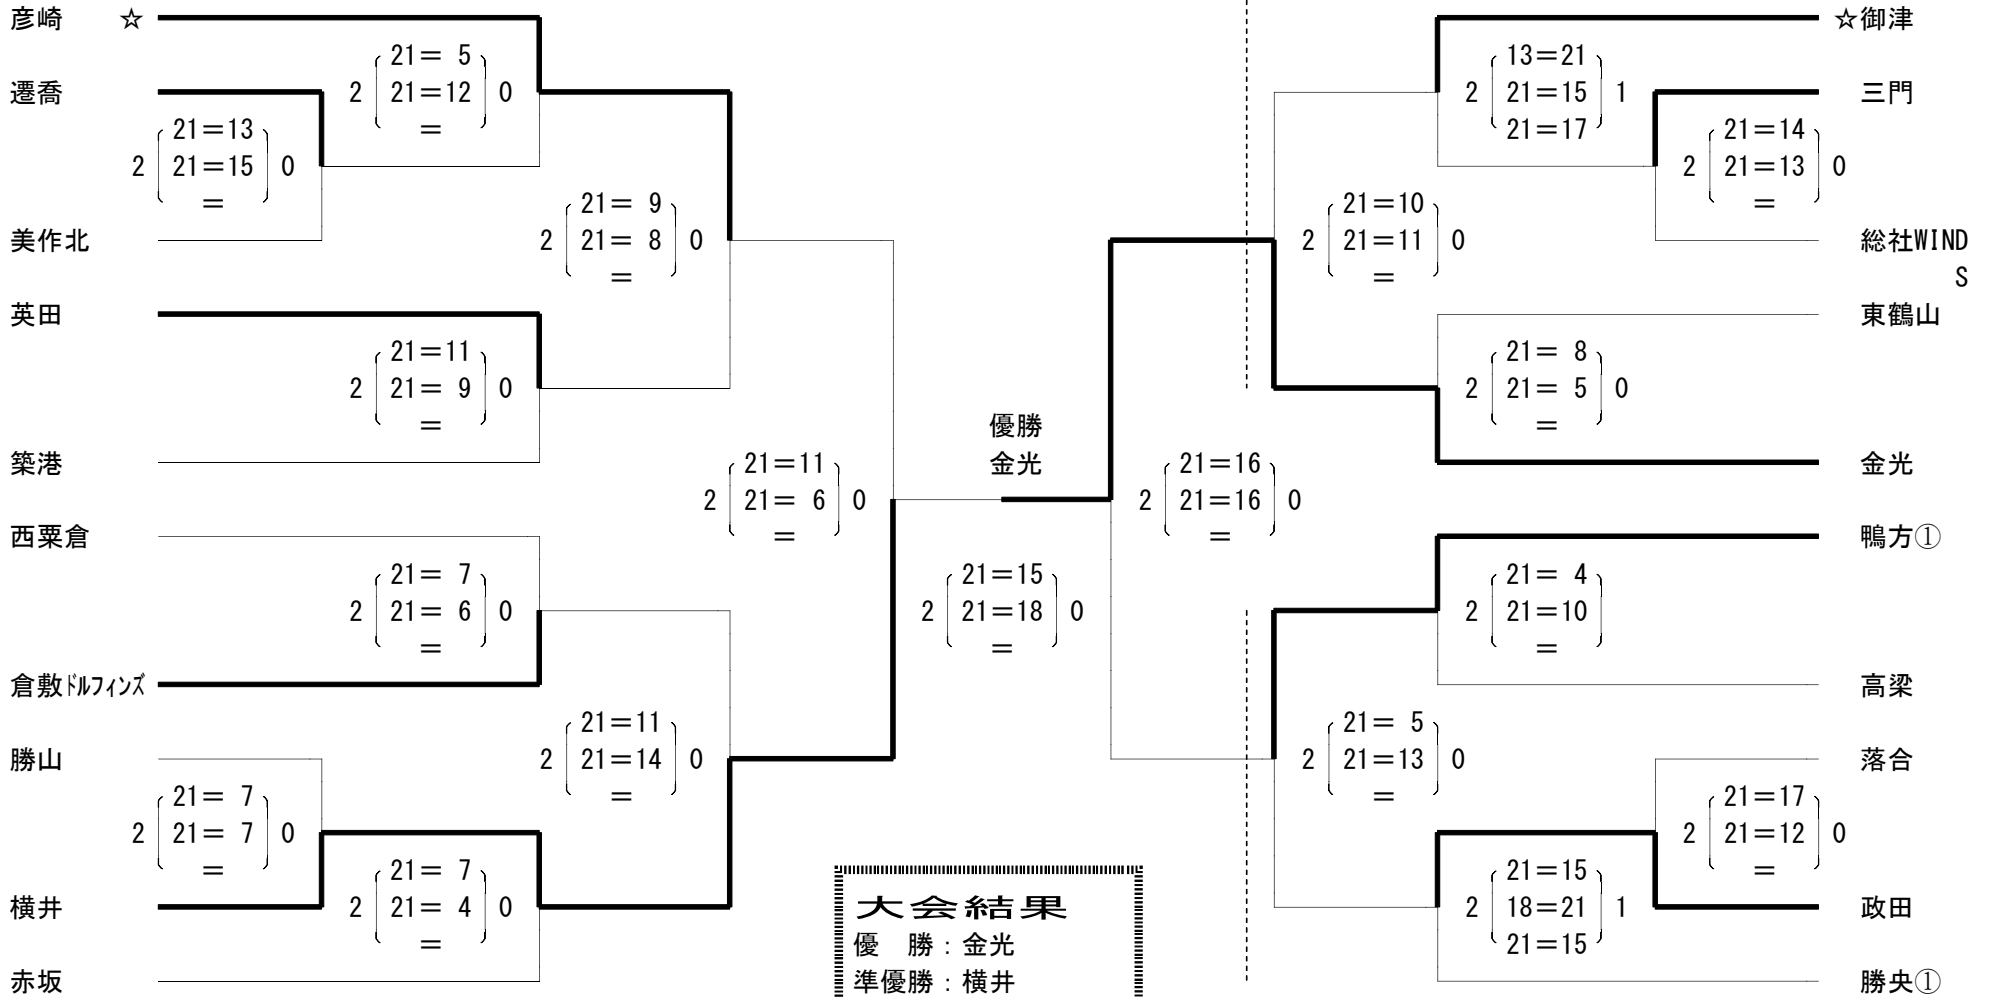 彦崎 ☆
☆御津
21= 5
2 21=12 0
=
遷喬
13=21
2 21=15 1
21=17
三門
21=13
2 21=15 0
=
21=14
2 21=13 0
=
美作北
21= 9
2 21= 8 0
=
21=10
2 21=11 0
=
総社WIND
S
英田
東鶴山
21=11
2 21= 9 0
=
21= 8
2 21= 5 0
=
優勝
金光
築港
21=11
2 21= 6 0
=
21=16
2 21=16 0
=
金光
西粟倉
鴨方①
21= 7
2 21= 6 0
=
21=15
2 21=18 0
=
21= 4
2 21=10
=
倉敷ドルフィンズ
高梁
21=11
2 21=14 0
=
21= 5
2 21=13 0
=
勝山
落合
21= 7
2 21= 7 0
=
21=17
2 21=12 0
=
横井
21= 7
2 21= 4 0
=
21=15
2 18=21 1
21=15
政田
赤坂
勝央①
大会結果
優 勝：金光
準優勝：横井